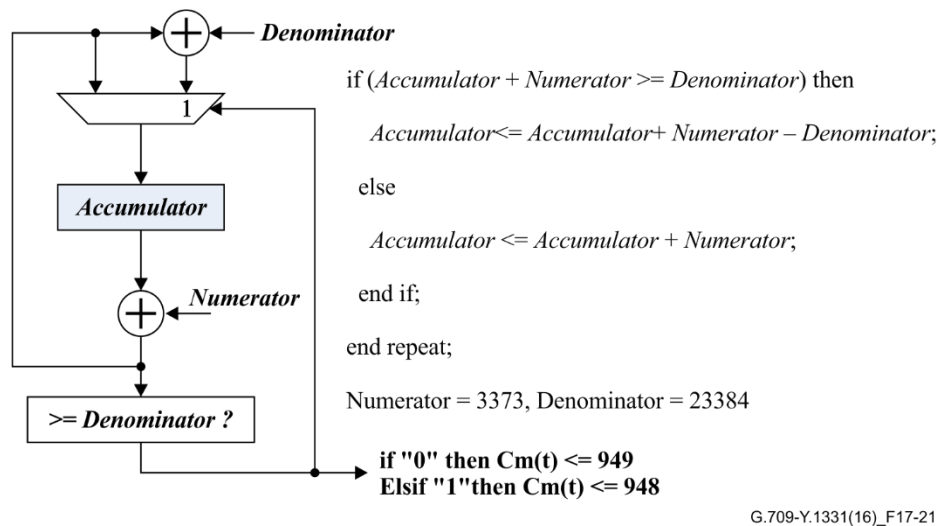 Denominator
1
Accumulator
Numerator
>= Denominator ?
if (Accumulator + Numerator >= Denominator) then
Accumulator<= Accumulator+ Numerator – Denominator;
else
Accumulator <= Accumulator + Numerator;
end if;
end repeat;
Numerator = 3373, Denominator = 23384
if "0" then Cm(t) <= 949
Elsif "1"then Cm(t) <= 948
G.709-Y.1331(16)_F17-21